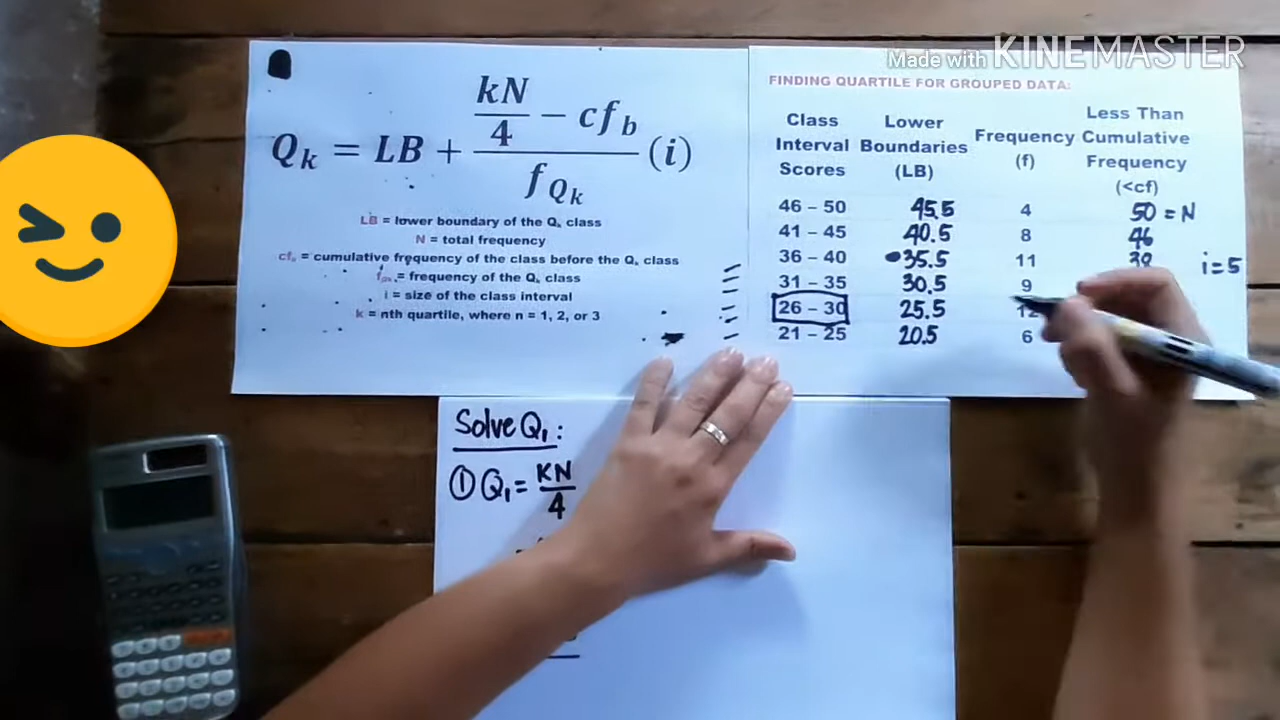 Made with KINEMASTER
Qₖ = LB + (kN/4 − cf_b)/f_Qₖ (i)
LB = lower boundary of the Qₖ class
N = total frequency
= cumulative frequency of the class before the Qₖ class
= frequency of the Qₖ class
i = size of the class interval
k = nth quartile, where n = 1, 2, or 3
FINDING QUARTILE FOR GROUPED DATA:
Class Interval Scores
Lower Boundaries (LB)
Frequency (f)
Less Than Cumulative Frequency (<cf)
46 – 50 45.5 4 50 = N
41 – 45 40.5 8 46
36 – 40 35.5 11 38
i = 5
31 – 35 30.5 9
26 – 30 25.5 12
21 – 25 20.5 6
Solve Q₁:
① Q₁ = KN/4